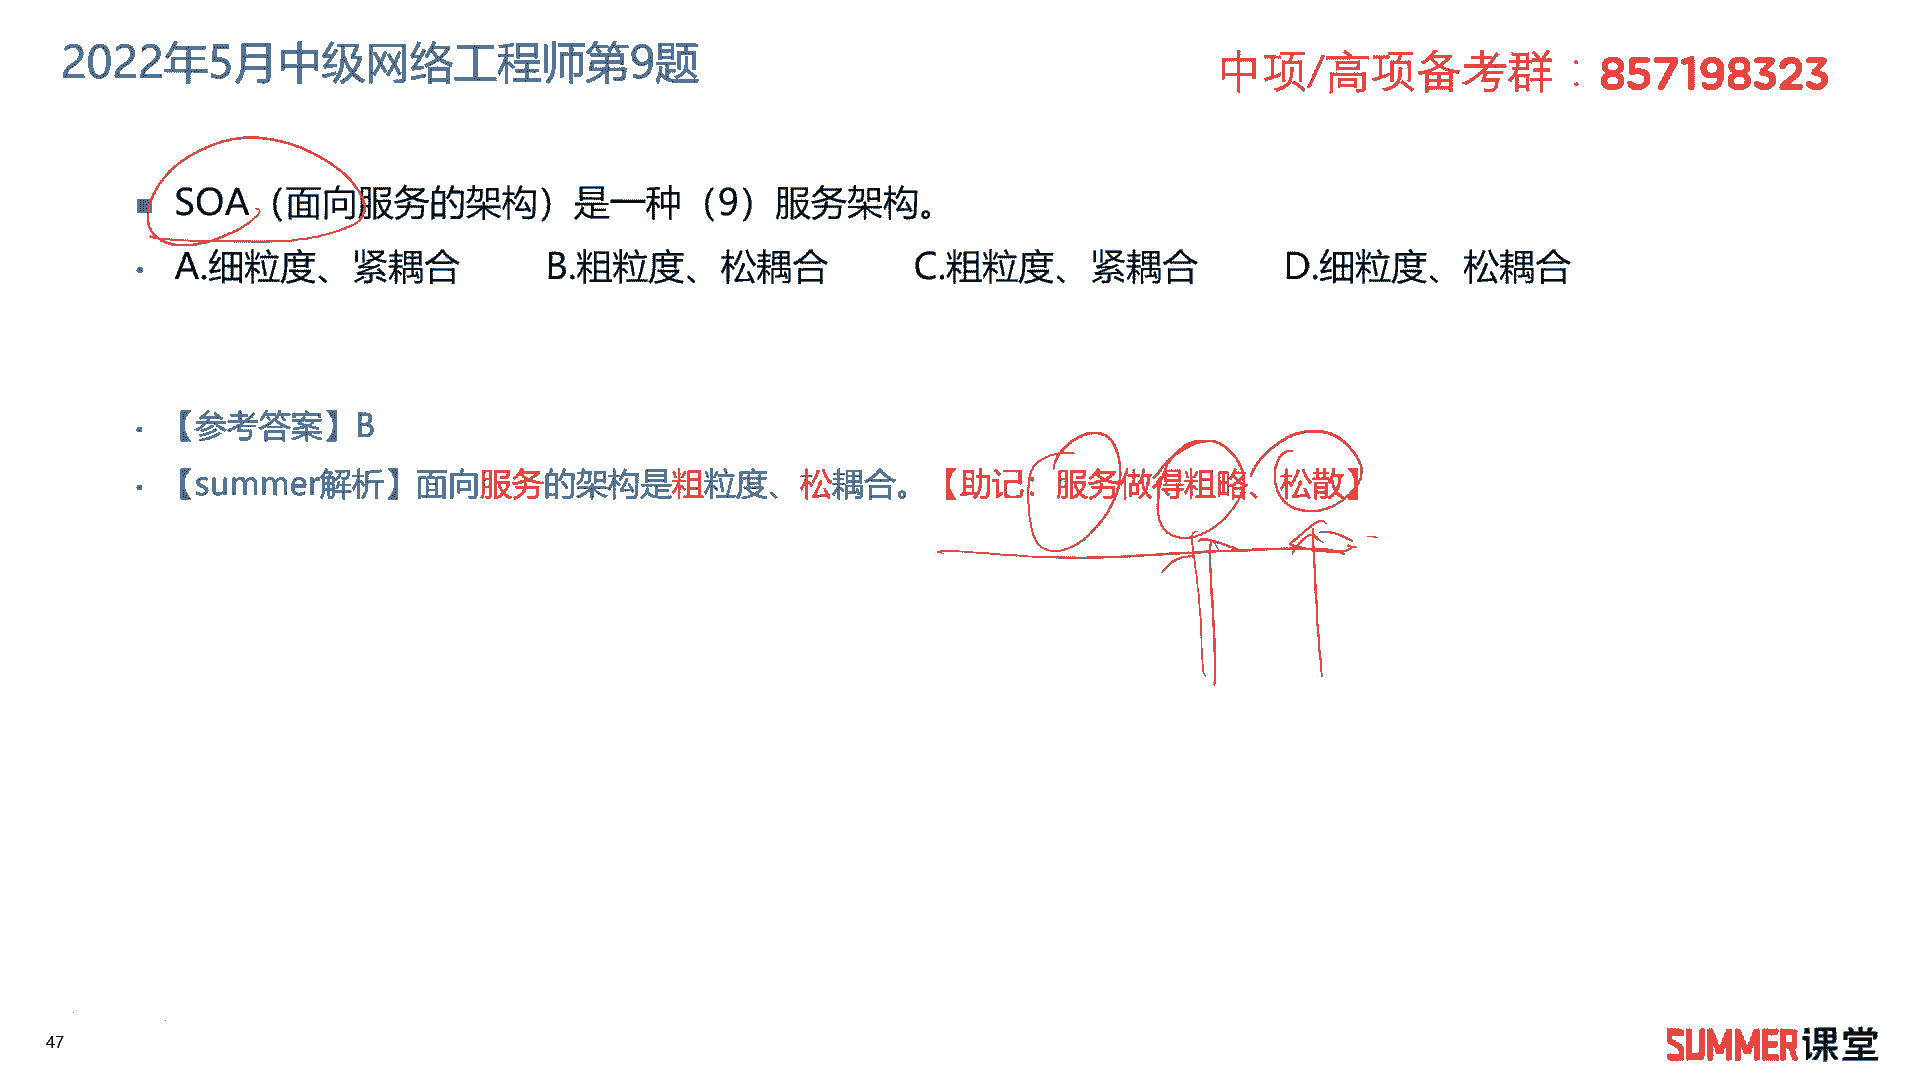 2022年5月中级网络工程师第9题
中项/高项备考群：857198323
SOA（面向服务的架构）是一种（9）服务架构。
A.细粒度、紧耦合 B.粗粒度、松耦合 C.粗粒度、紧耦合 D.细粒度、松耦合
【参考答案】B
【summer解析】面向服务的架构是粗粒度、松耦合。【助记：服务做得粗略、松散】
47
SUMMER课堂